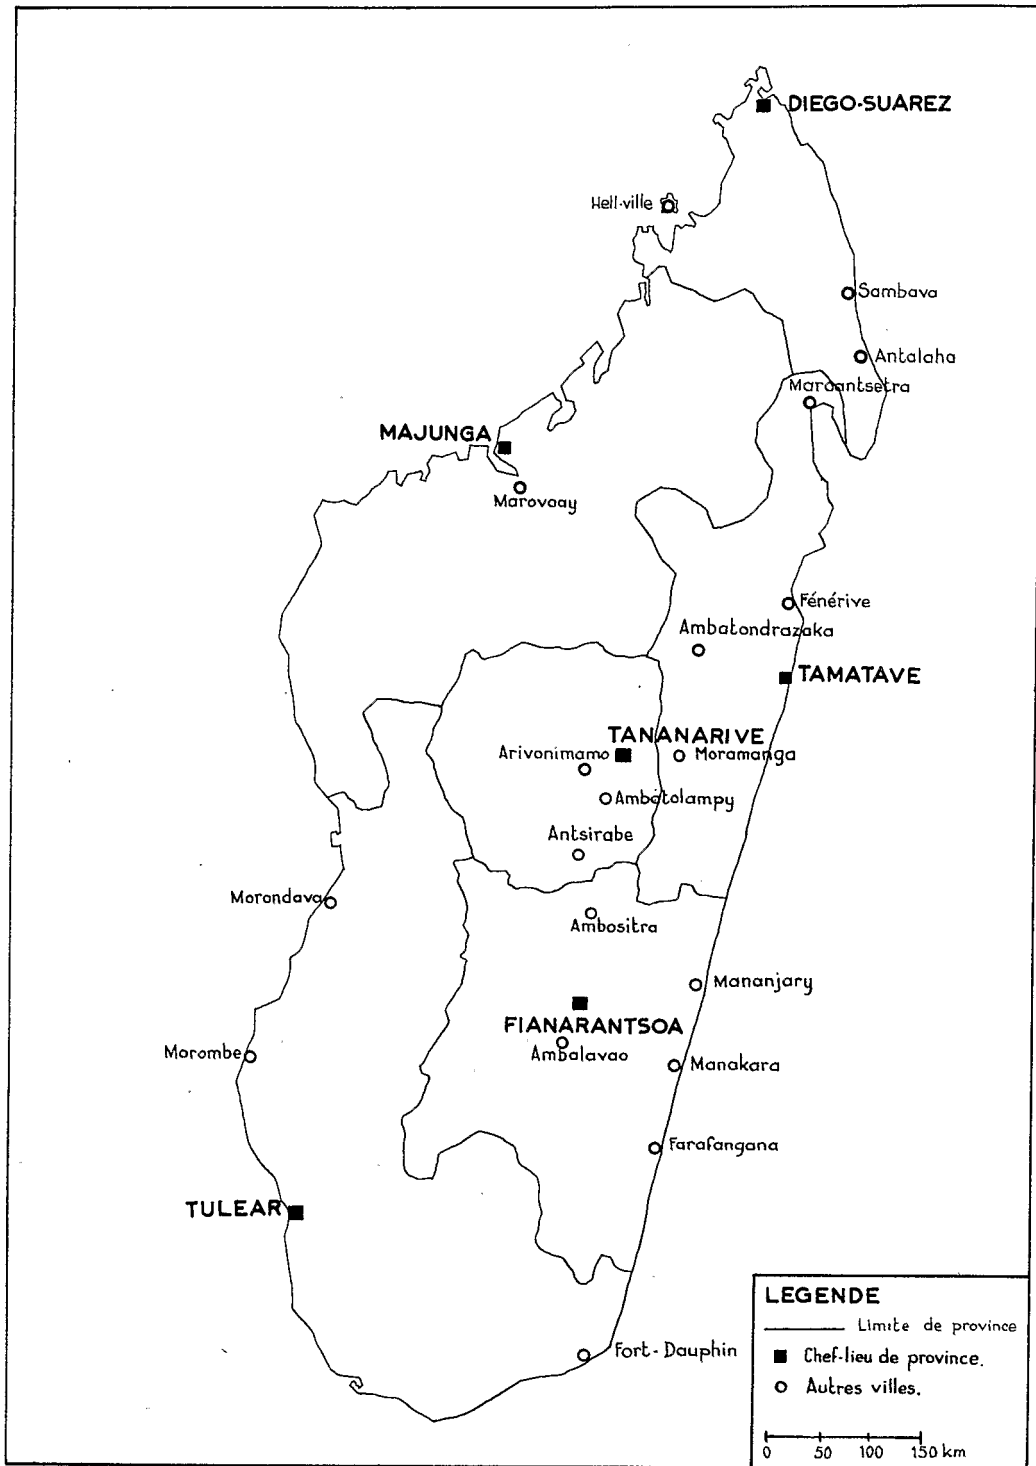 DIEGO-SUAREZ
Hell-ville
Sambava
Antalaha
Maroantsetra
MAJUNGA
Marovoay
Fénérive
Ambatondrazaka
TAMATAVE
TANANARIVE
Arivonimamo
Moramanga
Ambatolampy
Antsirabe
Morondava
Ambositra
Mananjary
FIANARANTSOA
Ambalavao
Morombe
Manakara
Farafangana
TULEAR
Fort-Dauphin
LEGENDE
Limite de province
Chef-lieu de province.
Autres villes.
0 50 100 150 km